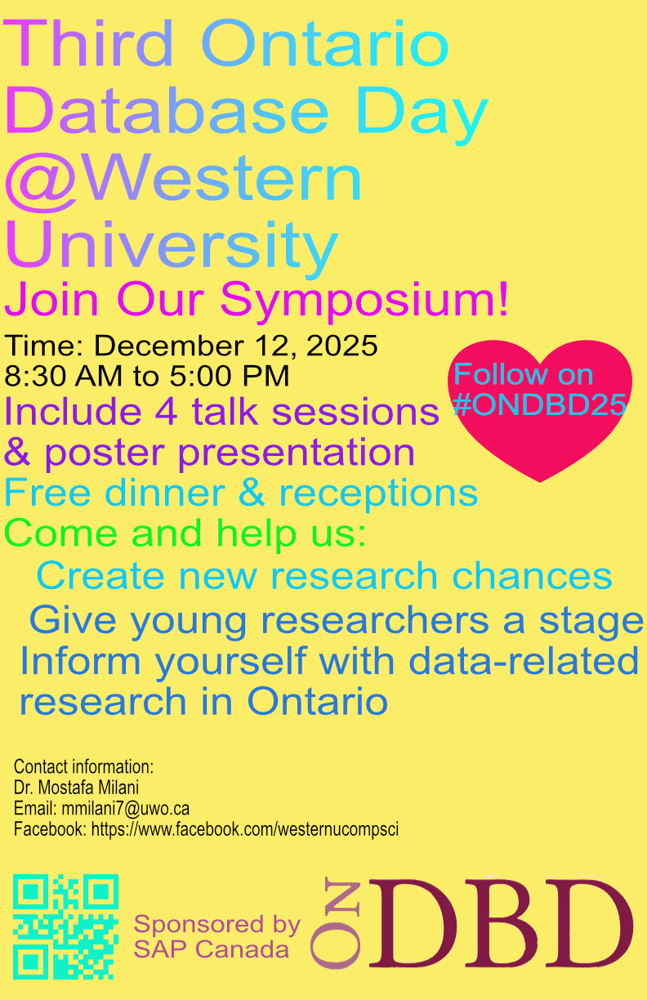 Third Ontario
Database Day
@Western
University
Join Our Symposium!
Time: December 12, 2025
8:30 AM to 5:00 PM
Follow on
#ONDBD25
Include 4 talk sessions
& poster presentation
Free dinner & receptions
Come and help us:
Create new research chances
Give young researchers a stage
Inform yourself with data-related
research in Ontario
Contact information:
Dr. Mostafa Milani
Email: mmilani7@uwo.ca
Facebook: https://www.facebook.com/westernucompsci
Sponsored by
SAP Canada
ON DBD